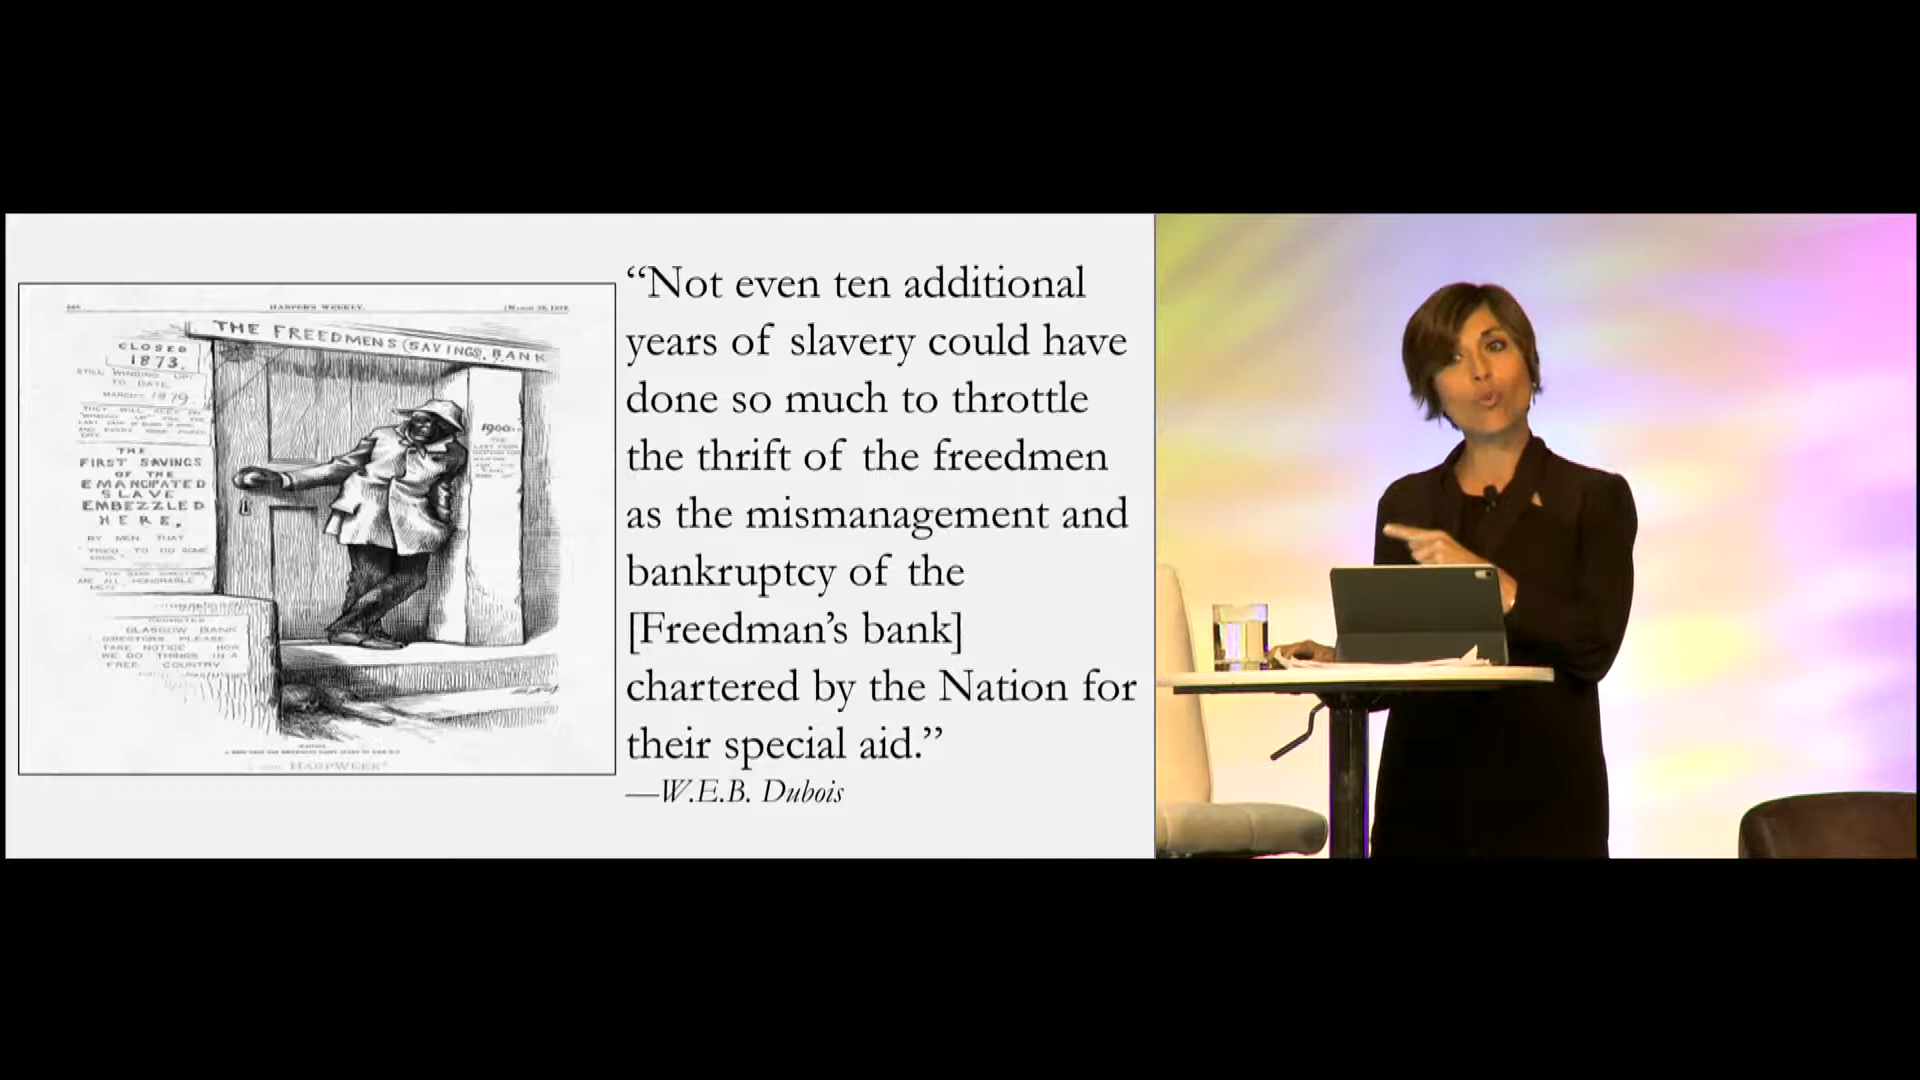 HARPER'S WEEKLY.
THE FREEDMENS (SAVINGS) BANK
CLOSED
1873.
STILL WINDING UP:
TO DATE.
MARCH 1879.
THE
FIRST SAVINGS
OF THE
EMANCIPATED
SLAVE
EMBEZZLED
HERE.
BY MEN THAT
"TRIED TO DO SOME
ARE ALL HONORABLE
1900
GLASGOW BANK
DIRECTORS PLEASE
TAKE NOTICE HOW
WE DO THINGS IN A
FREE COUNTRY
HARPWEEK
“Not even ten additional
years of slavery could have
done so much to throttle
the thrift of the freedmen
as the mismanagement and
bankruptcy of the
[Freedman’s bank]
chartered by the Nation for
their special aid.”
—W.E.B. Dubois